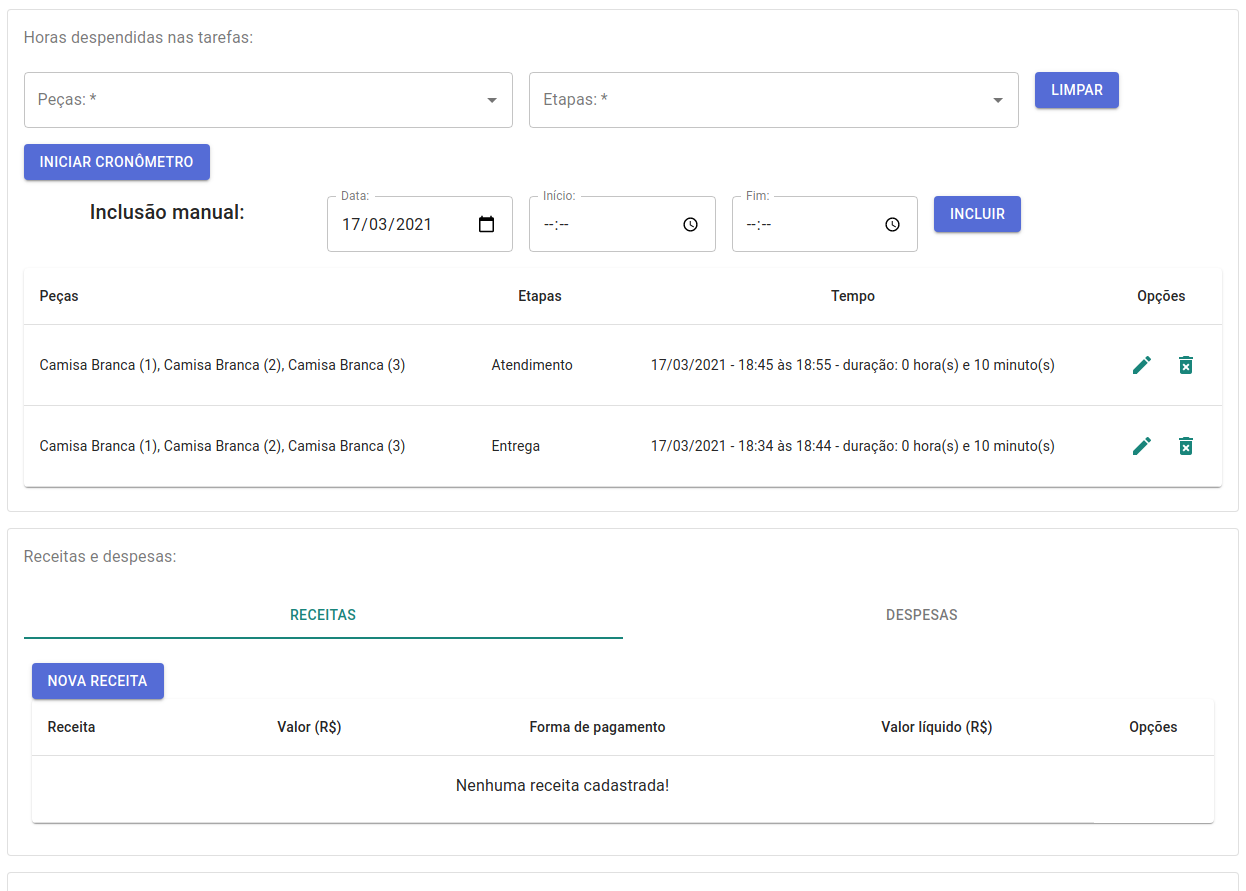 Horas despendidas nas tarefas:
Peças: * Etapas: * LIMPAR
INICIAR CRONÔMETRO
Inclusão manual: Data: 17/03/2021 Início: --:-- Fim: --:-- INCLUIR
Peças Etapas Tempo Opções
Camisa Branca (1), Camisa Branca (2), Camisa Branca (3) Atendimento 17/03/2021 - 18:45 às 18:55 - duração: 0 hora(s) e 10 minuto(s)
Camisa Branca (1), Camisa Branca (2), Camisa Branca (3) Entrega 17/03/2021 - 18:34 às 18:44 - duração: 0 hora(s) e 10 minuto(s)
Receitas e despesas:
RECEITAS DESPESAS
NOVA RECEITA
Receita Valor (R$) Forma de pagamento Valor líquido (R$) Opções
Nenhuma receita cadastrada!